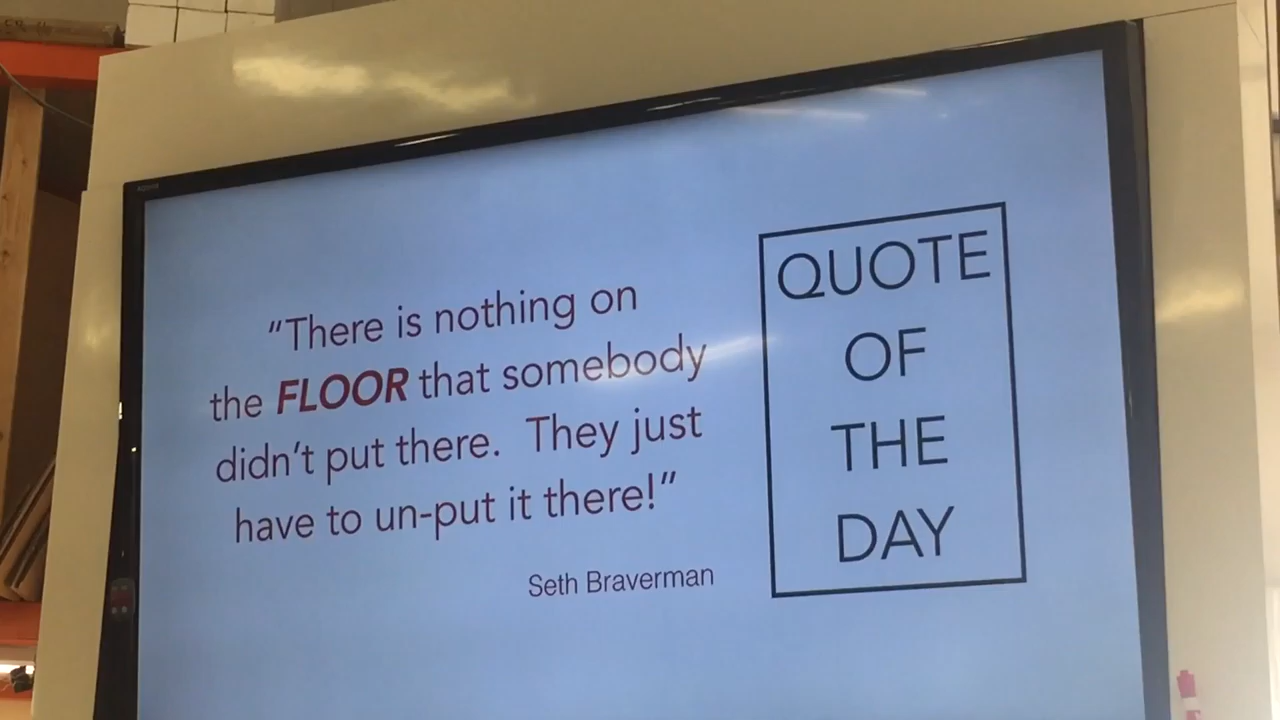 “There is nothing on
the FLOOR that somebody
didn’t put there.  They just
have to un-put it there!”
Seth Braverman
QUOTE
OF
THE
DAY